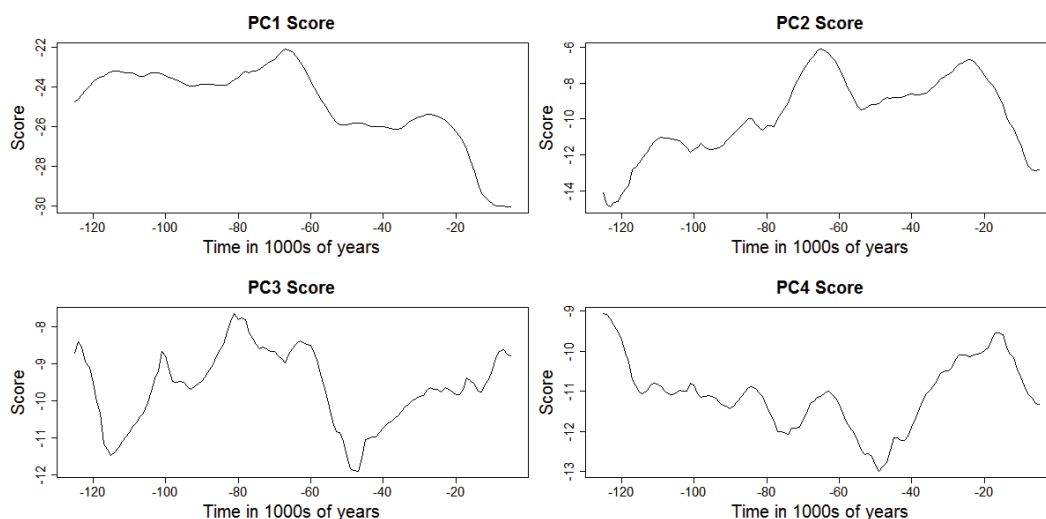 PC1 Score
Score
-22
-24
-26
-28
-30
-120 -100 -80 -60 -40 -20
Time in 1000s of years
PC2 Score
Score
-6
-8
-10
-12
-14
-120 -100 -80 -60 -40 -20
Time in 1000s of years
PC3 Score
Score
-8
-9
-10
-11
-12
-120 -100 -80 -60 -40 -20
Time in 1000s of years
PC4 Score
Score
-9
-10
-11
-12
-13
-120 -100 -80 -60 -40 -20
Time in 1000s of years